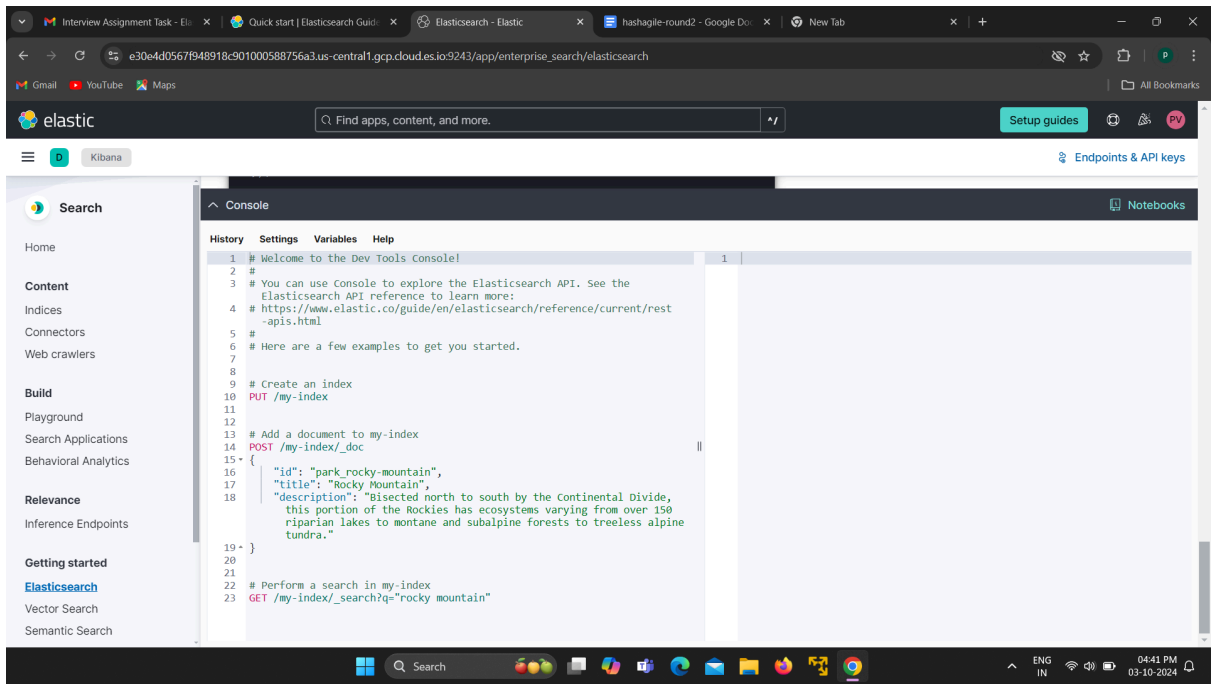 Interview Assignment Task - Ela
Quick start | Elasticsearch Guide
Elasticsearch - Elastic
hashagile-round2 - Google Doc
New Tab
e30e4d0567f948918c901000588756a3.us-central1.gcp.cloud.es.io:9243/app/enterprise_search/elasticsearch
P
Gmail
YouTube
Maps
All Bookmarks
elastic
Find apps, content, and more.
^/
Setup guides
PV
D
Kibana
Endpoints & API keys
Search
Home
Content
Indices
Connectors
Web crawlers
Build
Playground
Search Applications
Behavioral Analytics
Relevance
Inference Endpoints
Getting started
Elasticsearch
Vector Search
Semantic Search
Console
Notebooks
History Settings Variables Help
1 # Welcome to the Dev Tools Console!
2 #
3 # You can use Console to explore the Elasticsearch API. See the
Elasticsearch API reference to learn more:
4 # https://www.elastic.co/guide/en/elasticsearch/reference/current/rest
-apis.html
5 #
6 # Here are a few examples to get you started.
7
8
9 # Create an index
10 PUT /my-index
11
12
13 # Add a document to my-index
14 POST /my-index/_doc
15 {
16 "id": "park_rocky-mountain",
17 "title": "Rocky Mountain",
18 "description": "Bisected north to south by the Continental Divide,
this portion of the Rockies has ecosystems varying from over 150
riparian lakes to montane and subalpine forests to treeless alpine
tundra."
19 }
20
21
22 # Perform a search in my-index
23 GET /my-index/_search?q="rocky mountain"
1
Search
ENG
IN
04:41 PM
03-10-2024